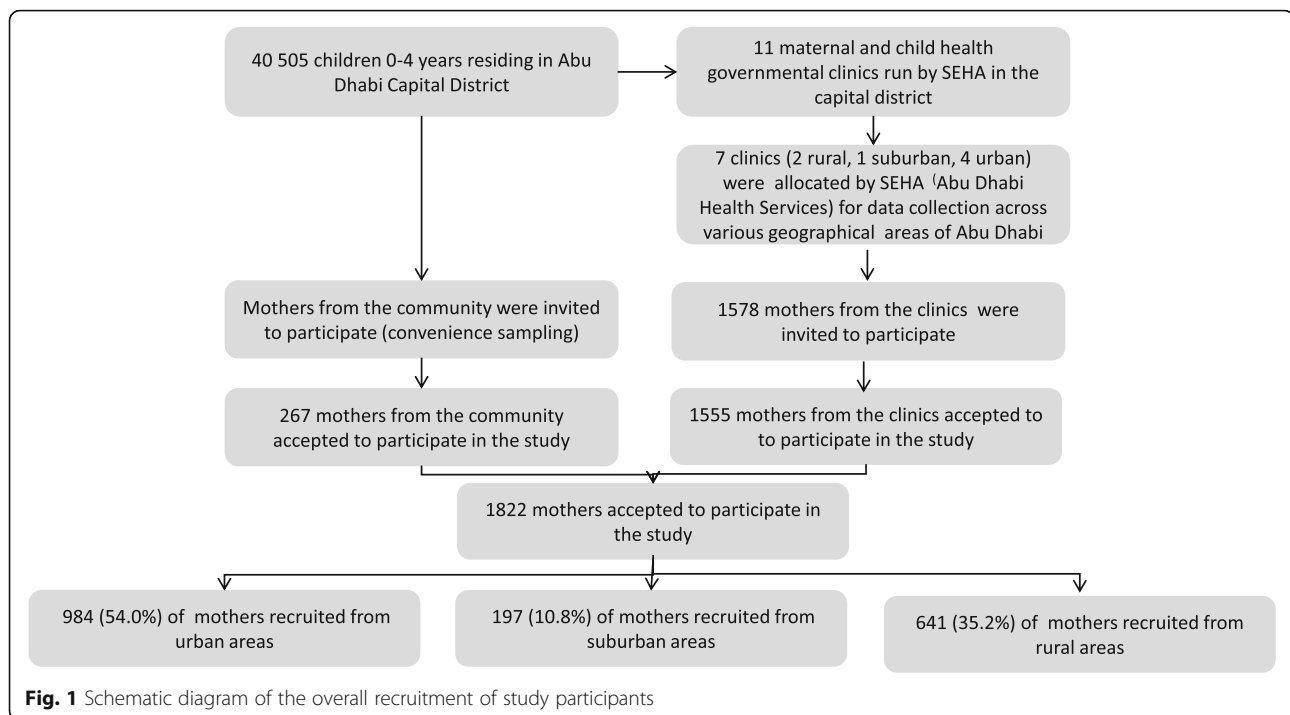 40 505 children 0-4 years residing in Abu
Dhabi Capital District
11 maternal and child health
governmental clinics run by SEHA in the
capital district
7 clinics (2 rural, 1 suburban, 4 urban)
were allocated by SEHA (Abu Dhabi
Health Services) for data collection across
various geographical areas of Abu Dhabi
Mothers from the community were invited
to participate (convenience sampling)
1578 mothers from the clinics were
invited to participate
267 mothers from the community
accepted to participate in the study
1555 mothers from the clinics accepted to
to participate in the study
1822 mothers accepted to participate in
the study
984 (54.0%) of mothers recruited from
urban areas
197 (10.8%) of mothers recruited from
suburban areas
641 (35.2%) of mothers recruited from
rural areas
Fig. 1 Schematic diagram of the overall recruitment of study participants